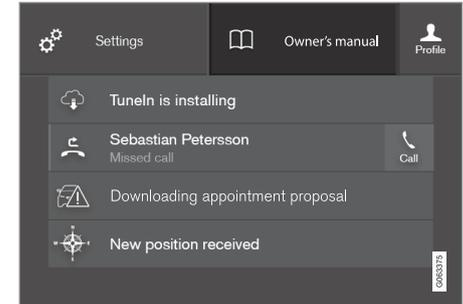 Settings
Owner's manual
Profile
TuneIn is installing
Sebastian Petersson
Missed call
Call
Downloading appointment proposal
New position received
G063375